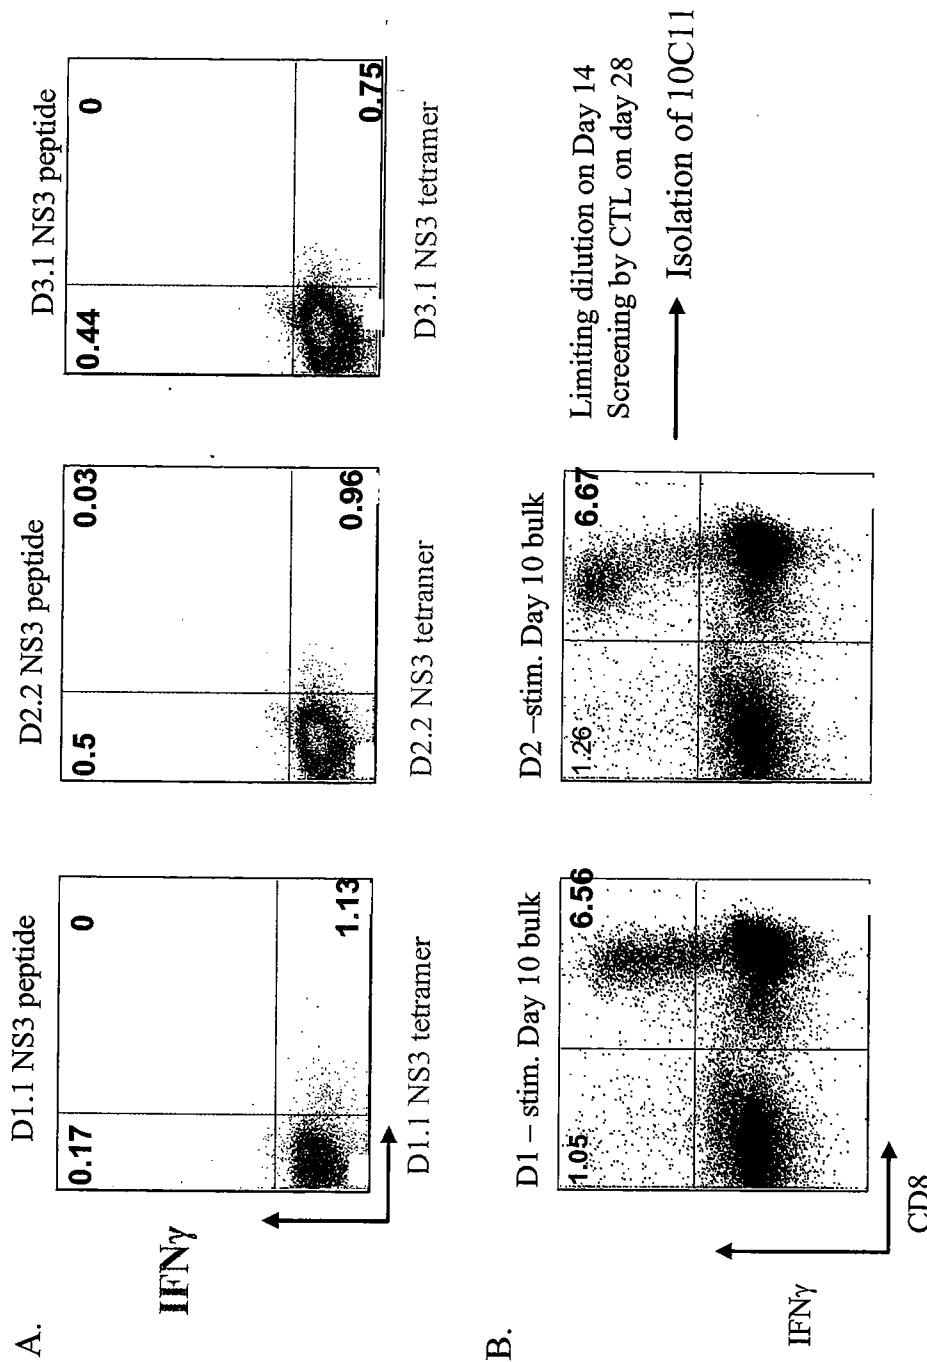 A.
D1.1 NS3 peptide
D2.2 NS3 peptide
D3.1 NS3 peptide
0.17
0
0.5
0.03
0.44
0
IFNγ
1.13
0.96
0.75
D1.1 NS3 tetramer
D2.2 NS3 tetramer
D3.1 NS3 tetramer
B.
D1 – stim. Day 10 bulk
D2 –stim. Day 10 bulk
1.05
6.56
1.26
6.67
Limiting dilution on Day 14
Screening by CTL on day 28
Isolation of 10C11
IFNγ
CD8